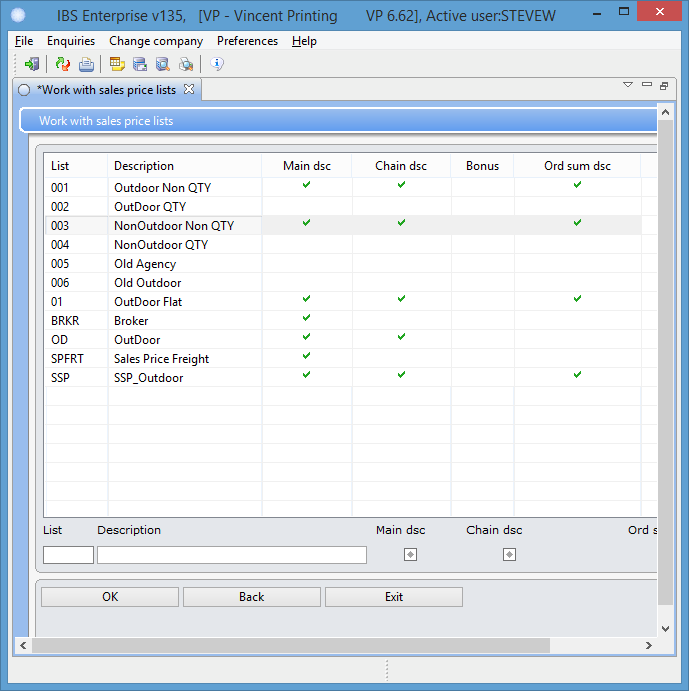 IBS Enterprise v135, [VP - Vincent Printing VP 6.62], Active user:STEVEW
File Enquiries Change company Preferences Help
*Work with sales price lists
Work with sales price lists
List Description Main dsc Chain dsc Bonus Ord sum dsc
001 Outdoor Non QTY
002 OutDoor QTY
003 NonOutdoor Non QTY
004 NonOutdoor QTY
005 Old Agency
006 Old Outdoor
01 OutDoor Flat
BRKR Broker
OD OutDoor
SPFRT Sales Price Freight
SSP SSP_Outdoor
List Description Main dsc Chain dsc Ord s
OK Back Exit